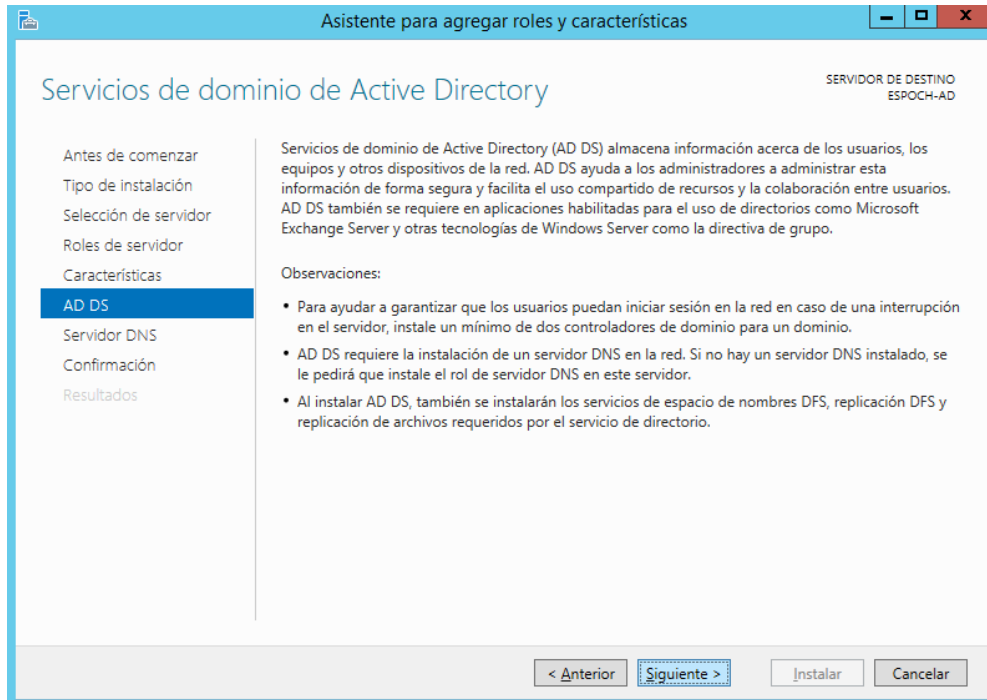 Asistente para agregar roles y características
Servicios de dominio de Active Directory
SERVIDOR DE DESTINO
ESPOCH-AD
Antes de comenzar
Tipo de instalación
Selección de servidor
Roles de servidor
Características
AD DS
Servidor DNS
Confirmación
Resultados
Servicios de dominio de Active Directory (AD DS) almacena información acerca de los usuarios, los
equipos y otros dispositivos de la red. AD DS ayuda a los administradores a administrar esta
información de forma segura y facilita el uso compartido de recursos y la colaboración entre usuarios.
AD DS también se requiere en aplicaciones habilitadas para el uso de directorios como Microsoft
Exchange Server y otras tecnologías de Windows Server como la directiva de grupo.
Observaciones:
• Para ayudar a garantizar que los usuarios puedan iniciar sesión en la red en caso de una interrupción
en el servidor, instale un mínimo de dos controladores de dominio para un dominio.
• AD DS requiere la instalación de un servidor DNS en la red. Si no hay un servidor DNS instalado, se
le pedirá que instale el rol de servidor DNS en este servidor.
• Al instalar AD DS, también se instalarán los servicios de espacio de nombres DFS, replicación DFS y
replicación de archivos requeridos por el servicio de directorio.
< Anterior
Siguiente >
Instalar
Cancelar